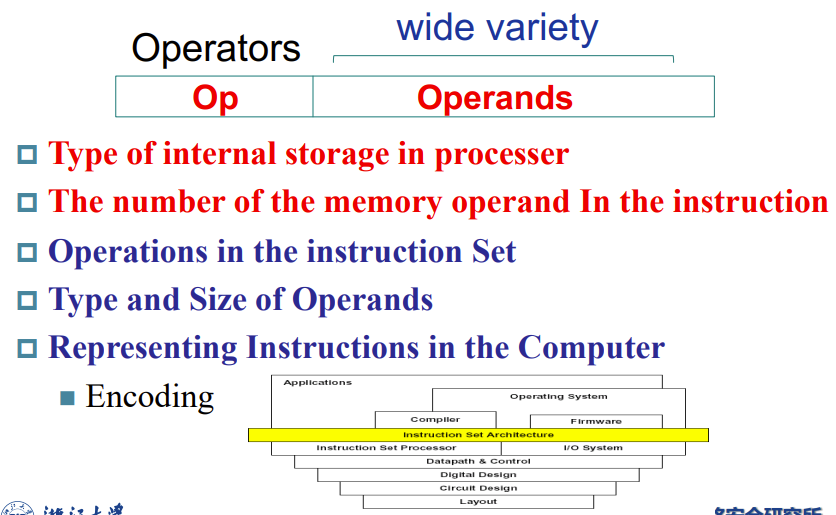 Operators
wide variety
Op
Operands
Type of internal storage in processer
The number of the memory operand In the instruction
Operations in the instruction Set
Type and Size of Operands
Representing Instructions in the Computer
Encoding
Applications
Operating System
Compiler
Firmware
Instruction Set Architecture
Instruction Set Processor
I/O System
Datapath & Control
Digital Design
Circuit Design
Layout